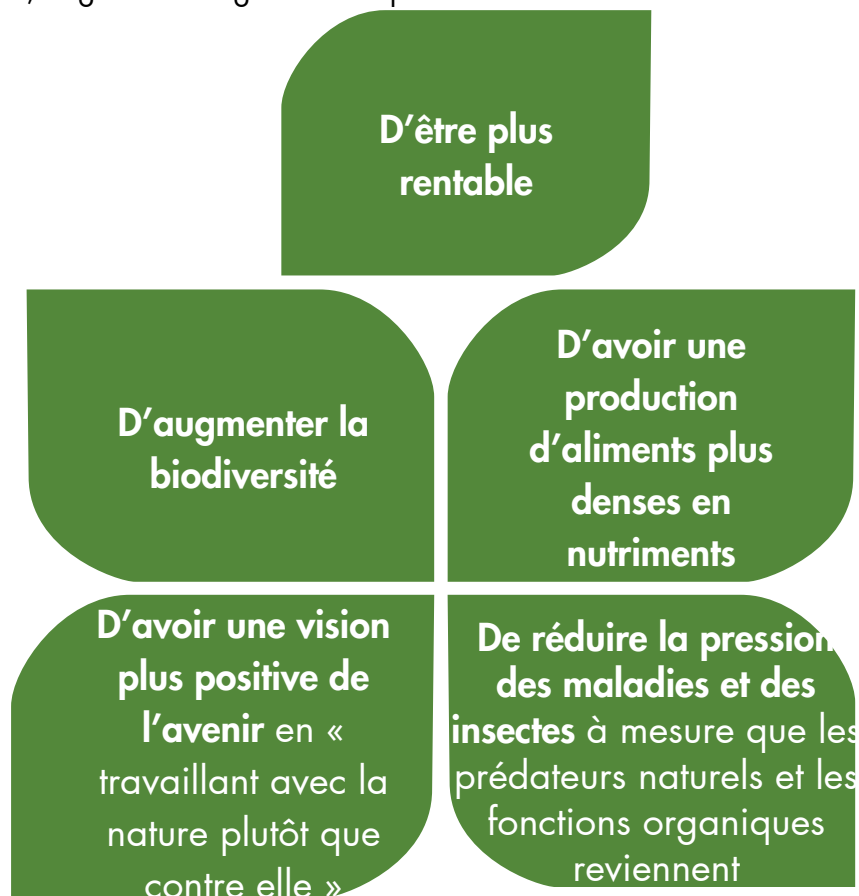 D'être plus
rentable
D'augmenter la
biodiversité
D'avoir une
production
d'aliments plus
denses en
nutriments
D'avoir une vision
plus positive de
l'avenir en «
travaillant avec la
nature plutôt que
contre elle »
De réduire la pression
des maladies et des
insectes à mesure que les
prédateurs naturels et les
fonctions organiques
reviennent